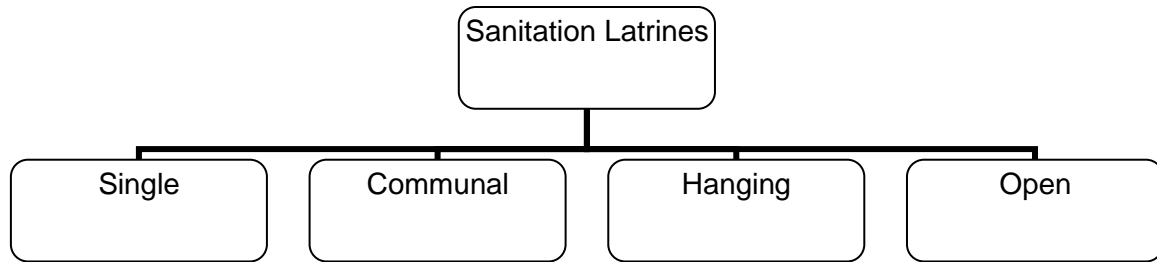 Sanitation Latrines
Single
Communal
Hanging
Open